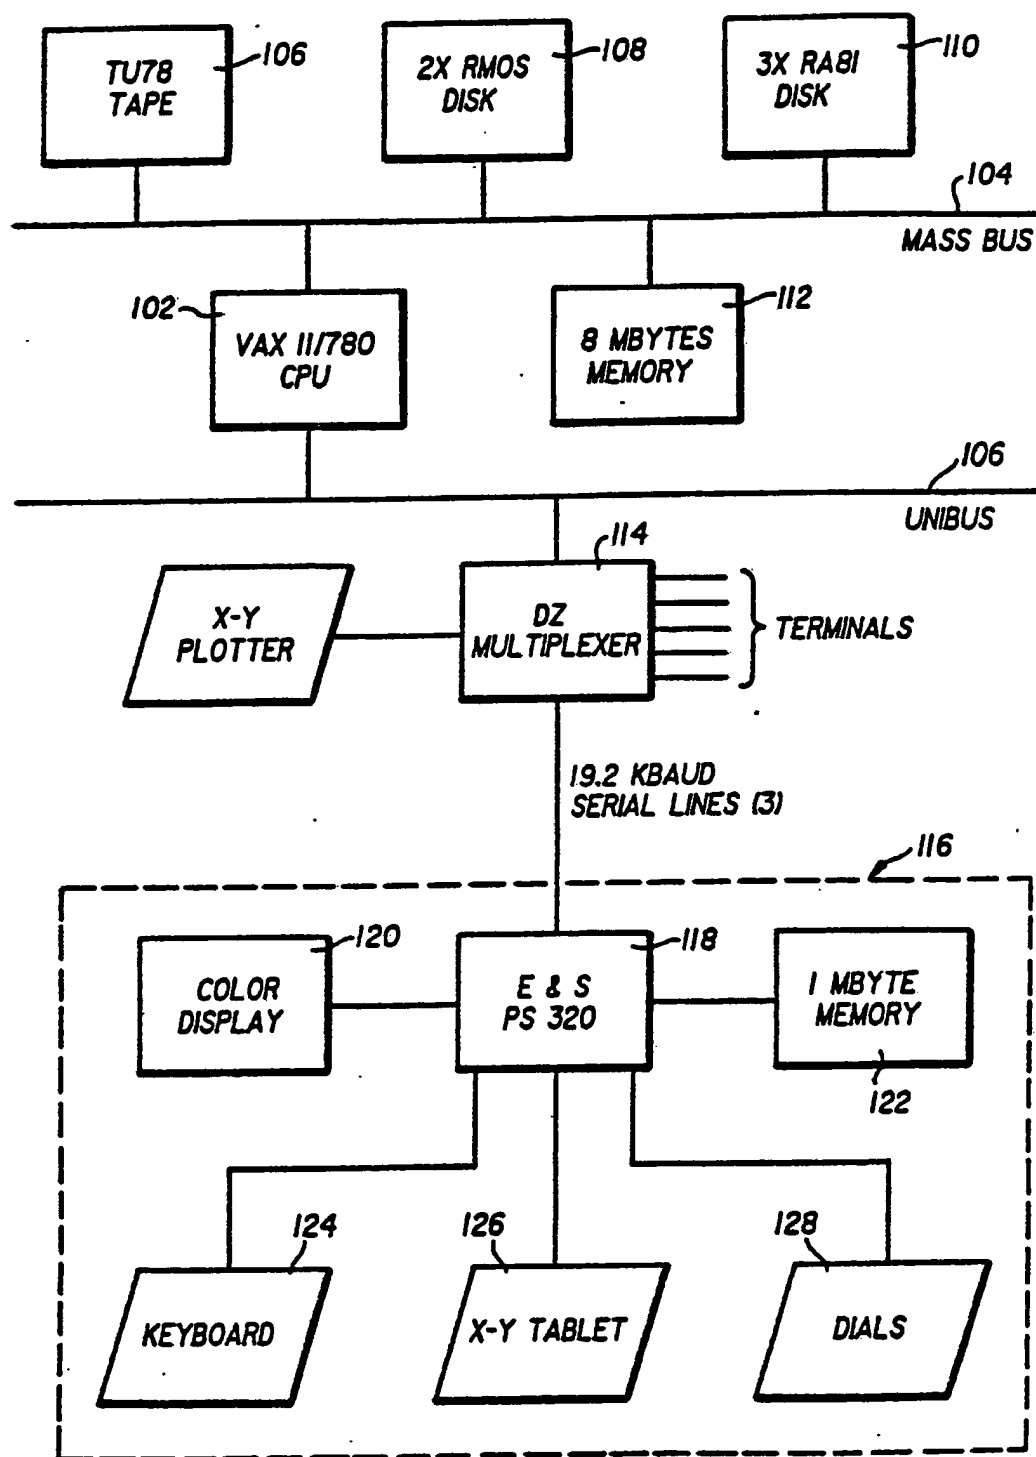 TU78
TAPE
106
2X RMOS
DISK
108
3X RA81
DISK
110
104
MASS BUS
102
VAX 11/780
CPU
8 MBYTES
MEMORY
112
106
UNIBUS
X-Y
PLOTTER
DZ
MULTIPLEXER
114
TERMINALS
19.2 KBAUD
SERIAL LINES (3)
116
COLOR
DISPLAY
120
E & S
PS 320
118
1 MBYTE
MEMORY
122
124
KEYBOARD
126
X-Y TABLET
128
DIALS